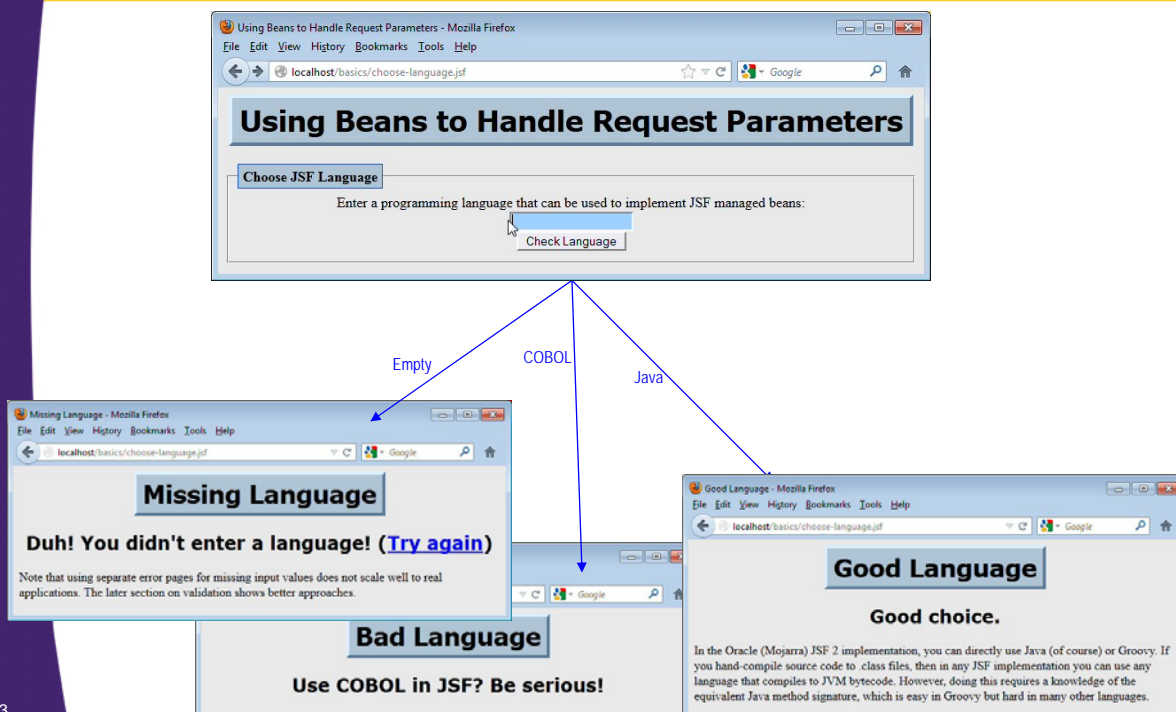 Using Beans to Handle Request Parameters - Mozilla Firefox
File Edit View History Bookmarks Tools Help
localhost/basics/choose-language.jsf
Google
Using Beans to Handle Request Parameters
Choose JSF Language
Enter a programming language that can be used to implement JSF managed beans:
Check Language
Empty
COBOL
Java
Missing Language - Mozilla Firefox
File Edit View History Bookmarks Tools Help
localhost/basics/choose-language.jsf
Google
Missing Language
Duh! You didn't enter a language! (Try again)
Note that using separate error pages for missing input values does not scale well to real
applications. The later section on validation shows better approaches.
Google
Bad Language
Use COBOL in JSF? Be serious!
Good Language - Mozilla Firefox
File Edit View History Bookmarks Tools Help
localhost/basics/choose-language.jsf
Google
Good Language
Good choice.
In the Oracle (Mojarra) JSF 2 implementation, you can directly use Java (of course) or Groovy. If
you hand-compile source code to .class files, then in any JSF implementation you can use any
language that compiles to JVM bytecode. However, doing this requires a knowledge of the
equivalent Java method signature, which is easy in Groovy but hard in many other languages.